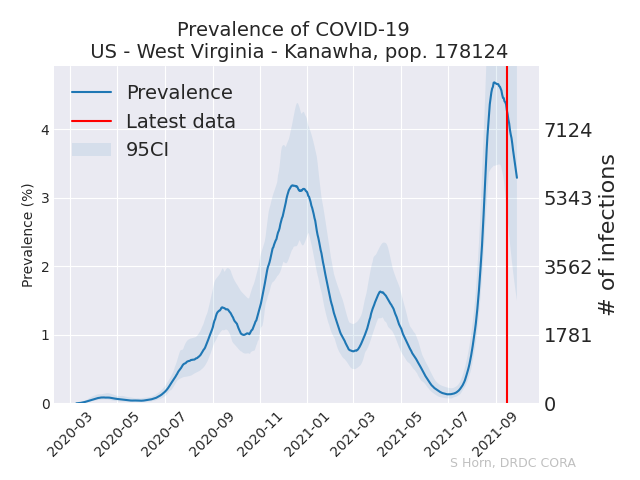 Prevalence of COVID-19
US - West Virginia - Kanawha, pop. 178124
Prevalence
Latest data
95CI
Prevalence (%)
4
3
2
1
0
7124
5343
3562
1781
0
# of infections
2020-03
2020-05
2020-07
2020-09
2020-11
2021-01
2021-03
2021-05
2021-07
2021-09
S Horn, DRDC CORA